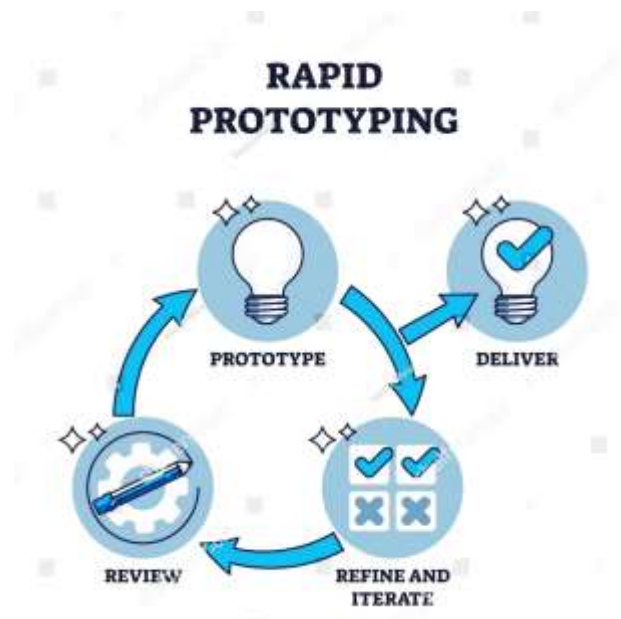 RAPID
PROTOTYPING
PROTOTYPE
DELIVER
REVIEW
REFINE AND
ITERATE